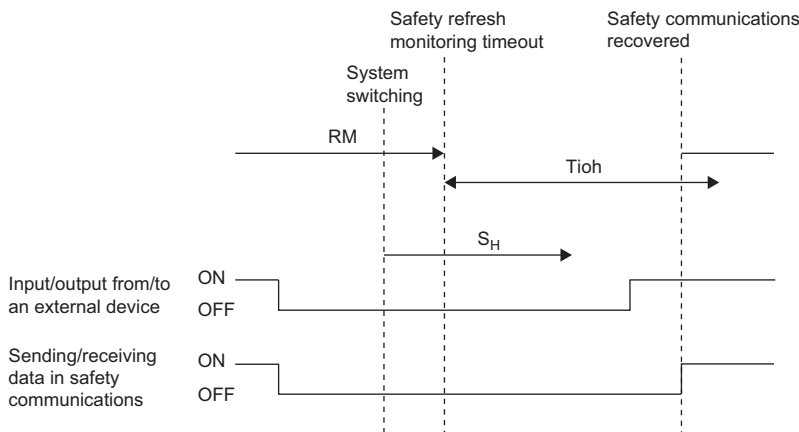 Safety refresh
monitoring timeout
Safety communications
recovered
System
switching
RM
Tioh
SH
Input/output from/to
an external device
ON
OFF
Sending/receiving
data in safety
communications
ON
OFF